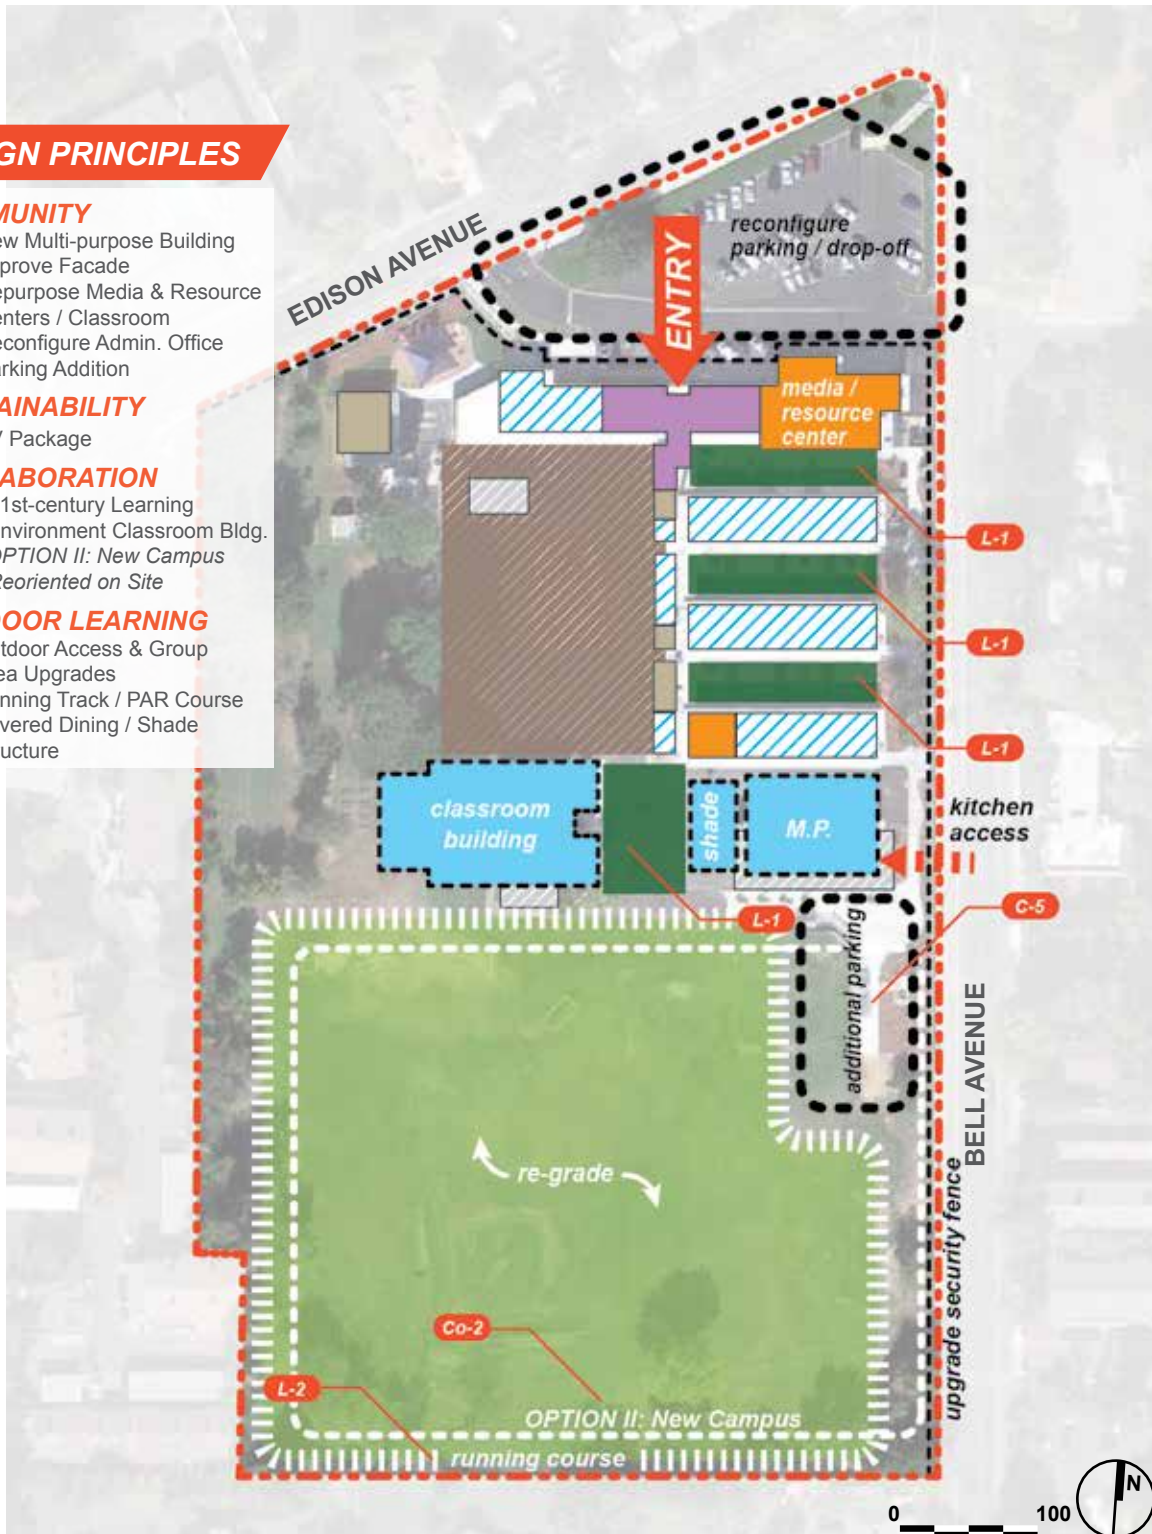 GN PRINCIPLES
MUNITY
ew Multi-purpose Building
prove Facade
epurpose Media & Resource
enters / Classroom
econfigure Admin. Office
arking Addition
AINABILITY
V Package
ABORATION
1st-century Learning
nvironment Classroom Bldg.
OPTION II: New Campus
Reoriented on Site
OOR LEARNING
tdoor Access & Group
ea Upgrades
nning Track / PAR Course
vered Dining / Shade
ucture
EDISON AVENUE
reconfigure
parking / drop-off
ENTRY
media /
resource
center
L-1
L-1
L-1
classroom
building
shade
M.P.
kitchen
access
L-1
C-5
additional parking
BELL AVENUE
re-grade
upgrade security fence
Co-2
L-2
OPTION II: New Campus
running course
0 100
N